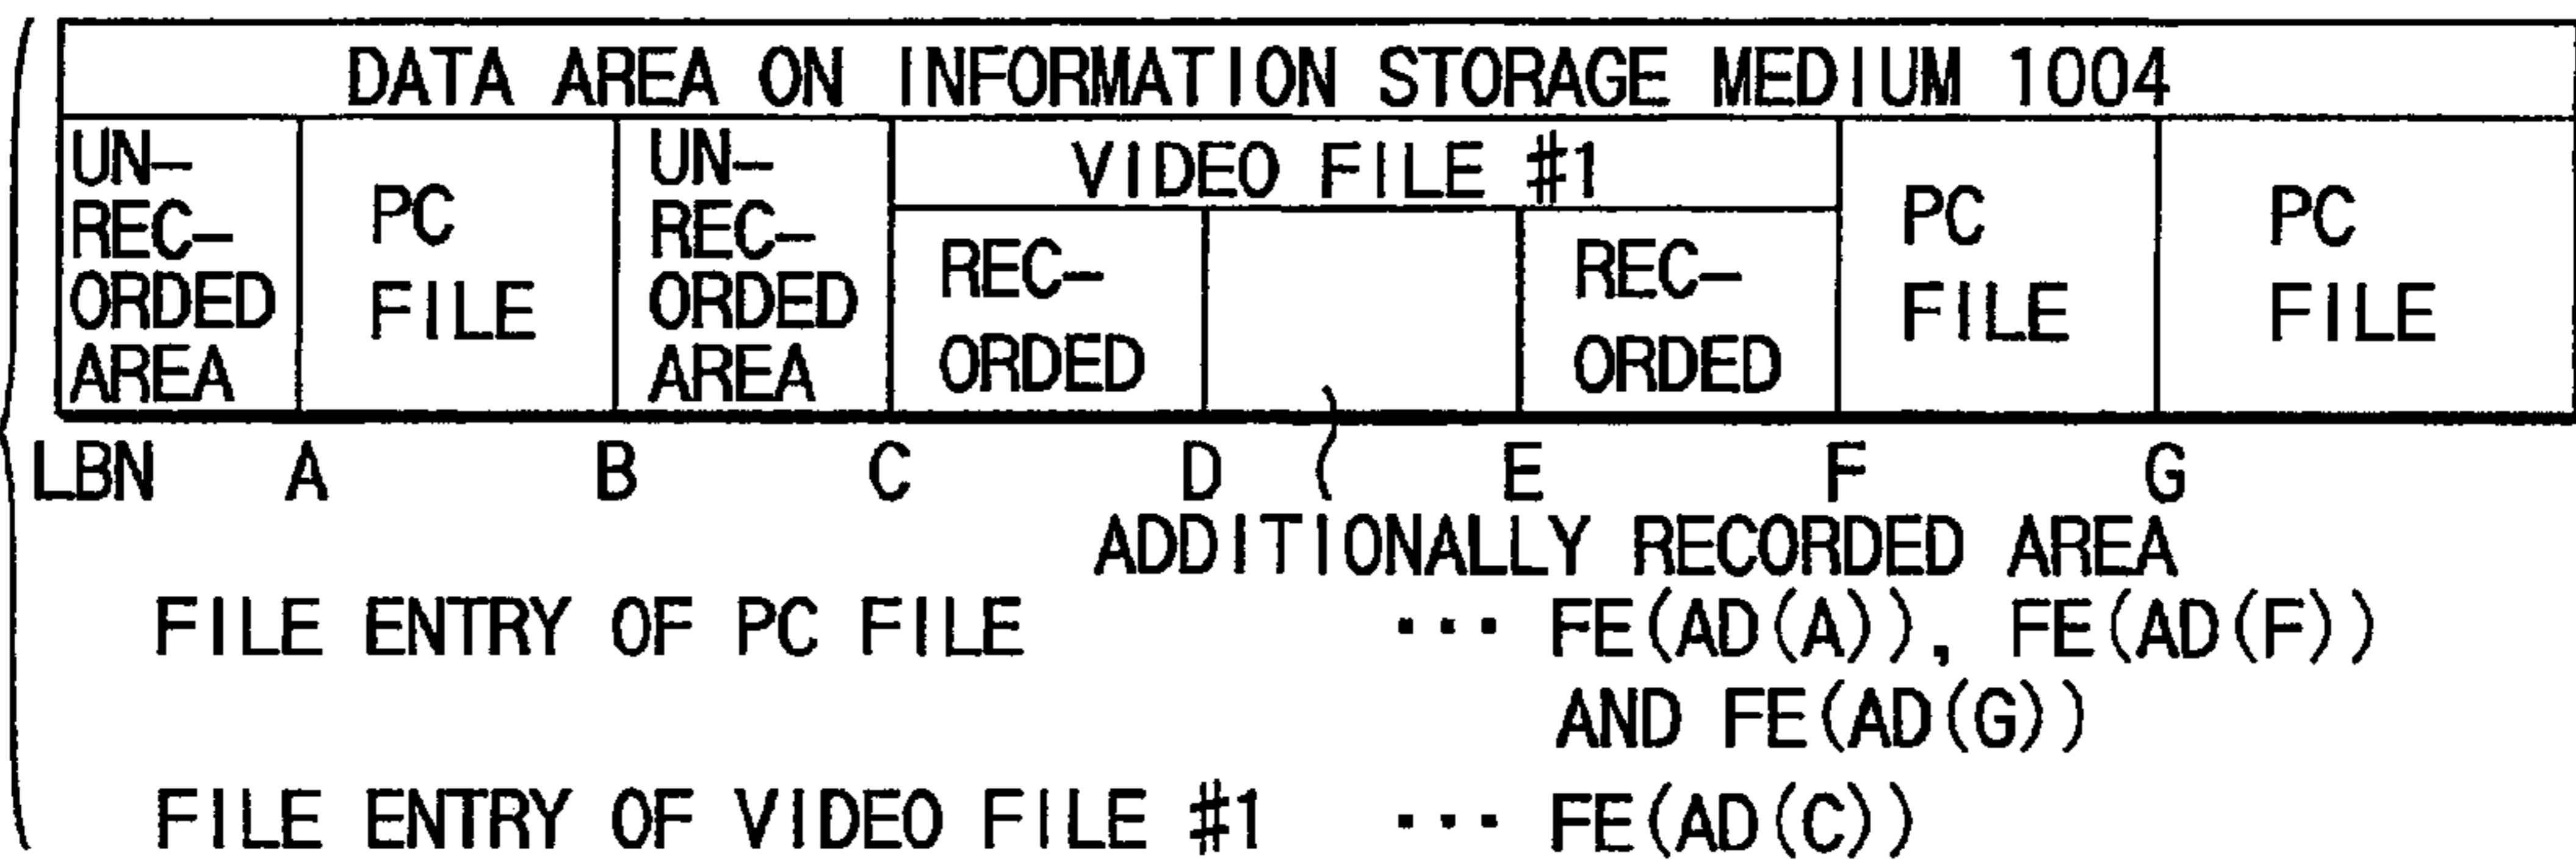 DATA AREA ON INFORMATION STORAGE MEDIUM 1004
UN-
REC-
ORDED
AREA
PC
FILE
UN-
REC-
ORDED
AREA
VIDEO FILE #1
REC-
ORDED
REC-
ORDED
PC
FILE
PC
FILE
LBN A B C D E F G
ADDITIONALLY RECORDED AREA
FILE ENTRY OF PC FILE ··· FE(AD(A)), FE(AD(F))
AND FE(AD(G))
FILE ENTRY OF VIDEO FILE #1 ··· FE(AD(C))